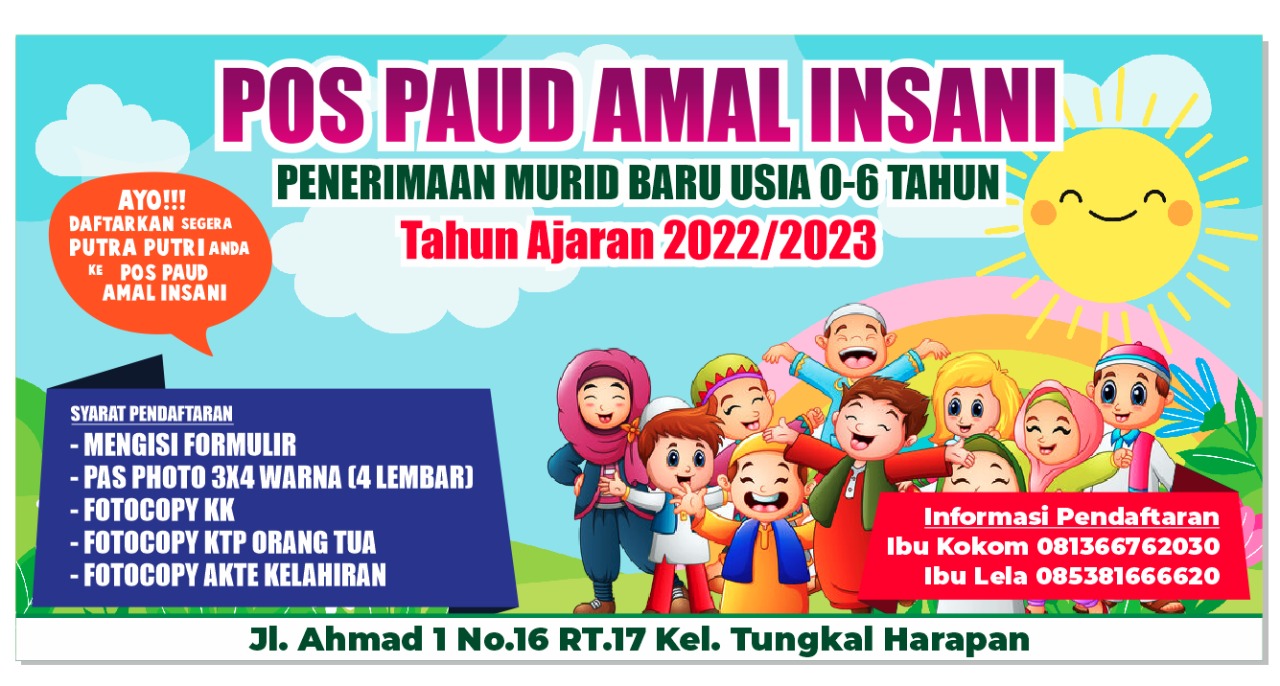 POS PAUD AMAL INSANI
PENERIMAAN MURID BARU USIA 0-6 TAHUN
Tahun Ajaran 2022/2023
AYO!!!
DAFTARKAN SEGERA
PUTRA PUTRI ANDA
KE POS PAUD
AMAL INSANI
SYARAT PENDAFTARAN
- MENGISI FORMULIR
- PAS PHOTO 3X4 WARNA (4 LEMBAR)
- FOTOCOPY KK
- FOTOCOPY KTP ORANG TUA
- FOTOCOPY AKTE KELAHIRAN
Informasi Pendaftaran
Ibu Kokom 081366762030
Ibu Lela 085381666620
Jl. Ahmad 1 No.16 RT.17 Kel. Tungkal Harapan